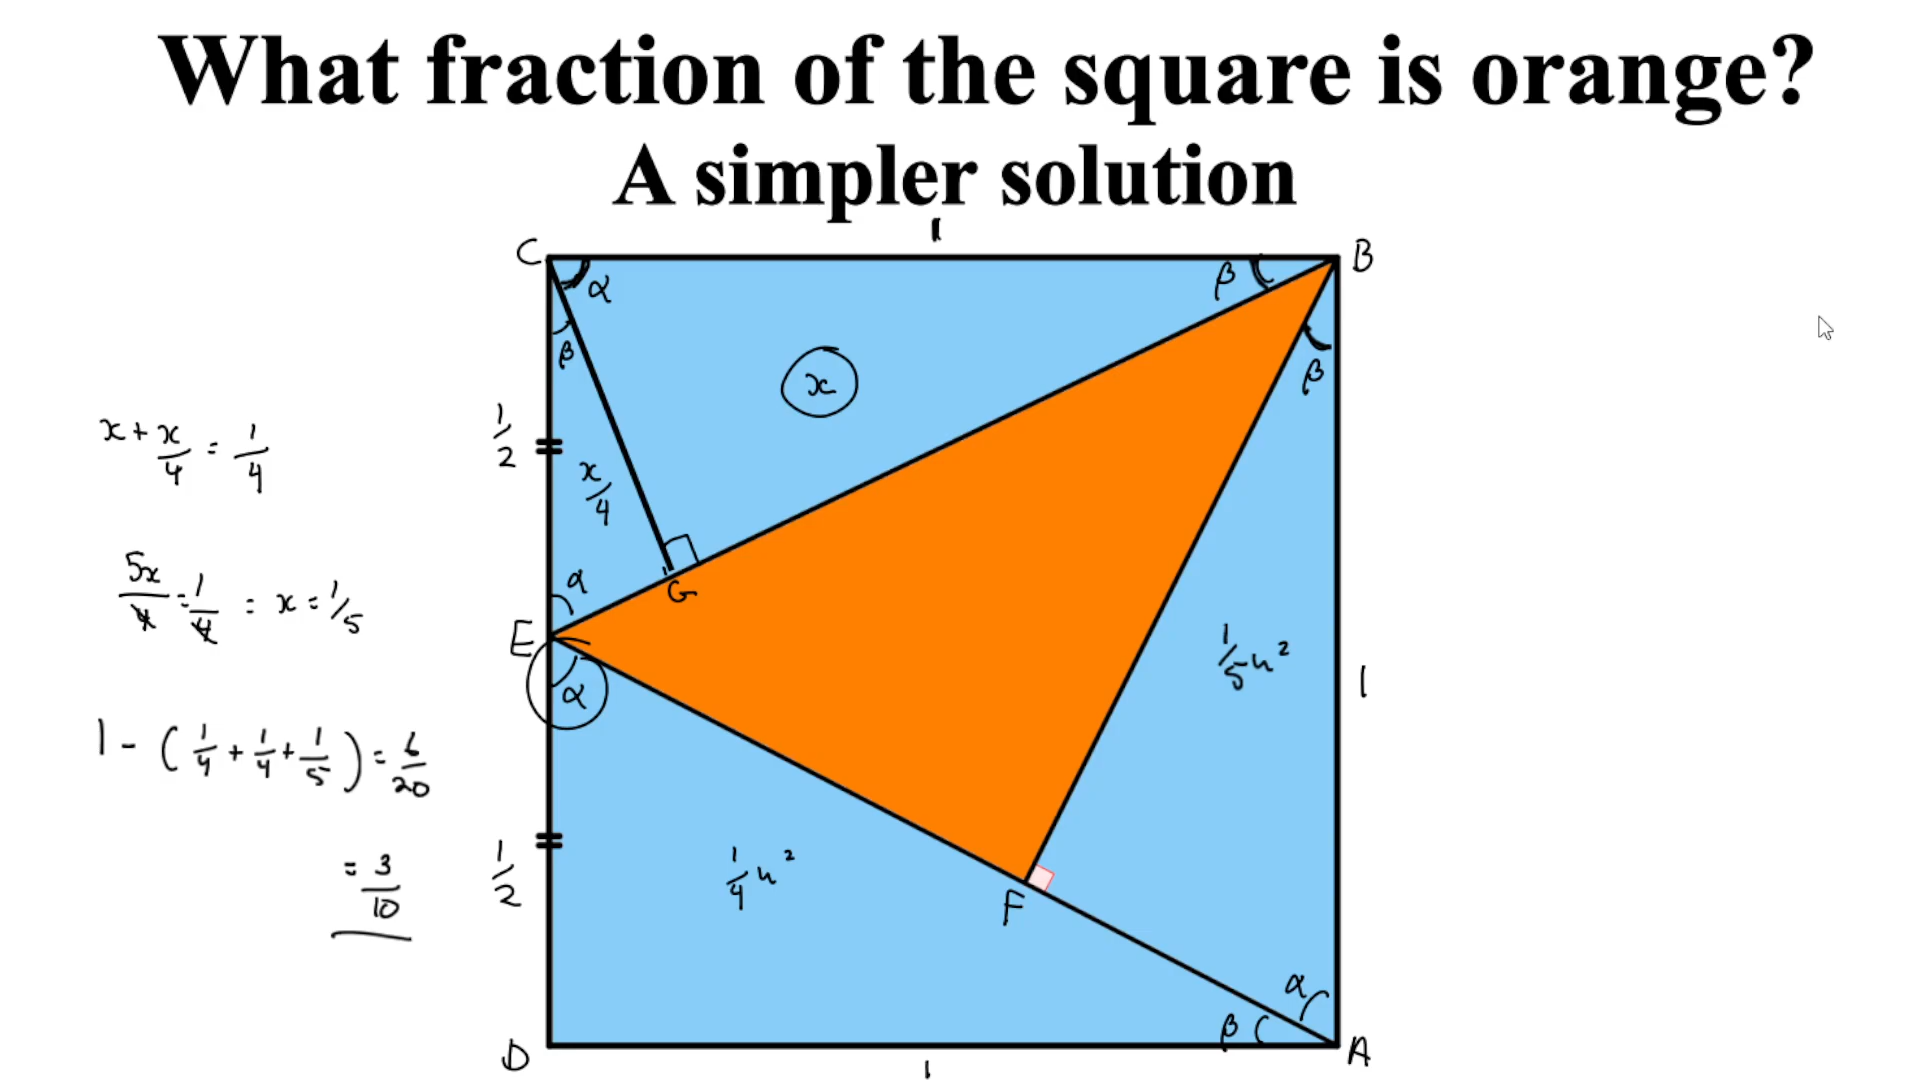 What fraction of the square is orange?
A simpler solution
1
C
B
α
β
β
β
x
1/2
x/4
x + x/4 = 1/4
α
G
5x/4 = 1/4 = x = 1/5
E
1/5 u²
1
α
1 - (1/4 + 1/4 + 1/5) = 6/20
= 3/10
1/2
1/4 u²
F
α
β
D
A
1